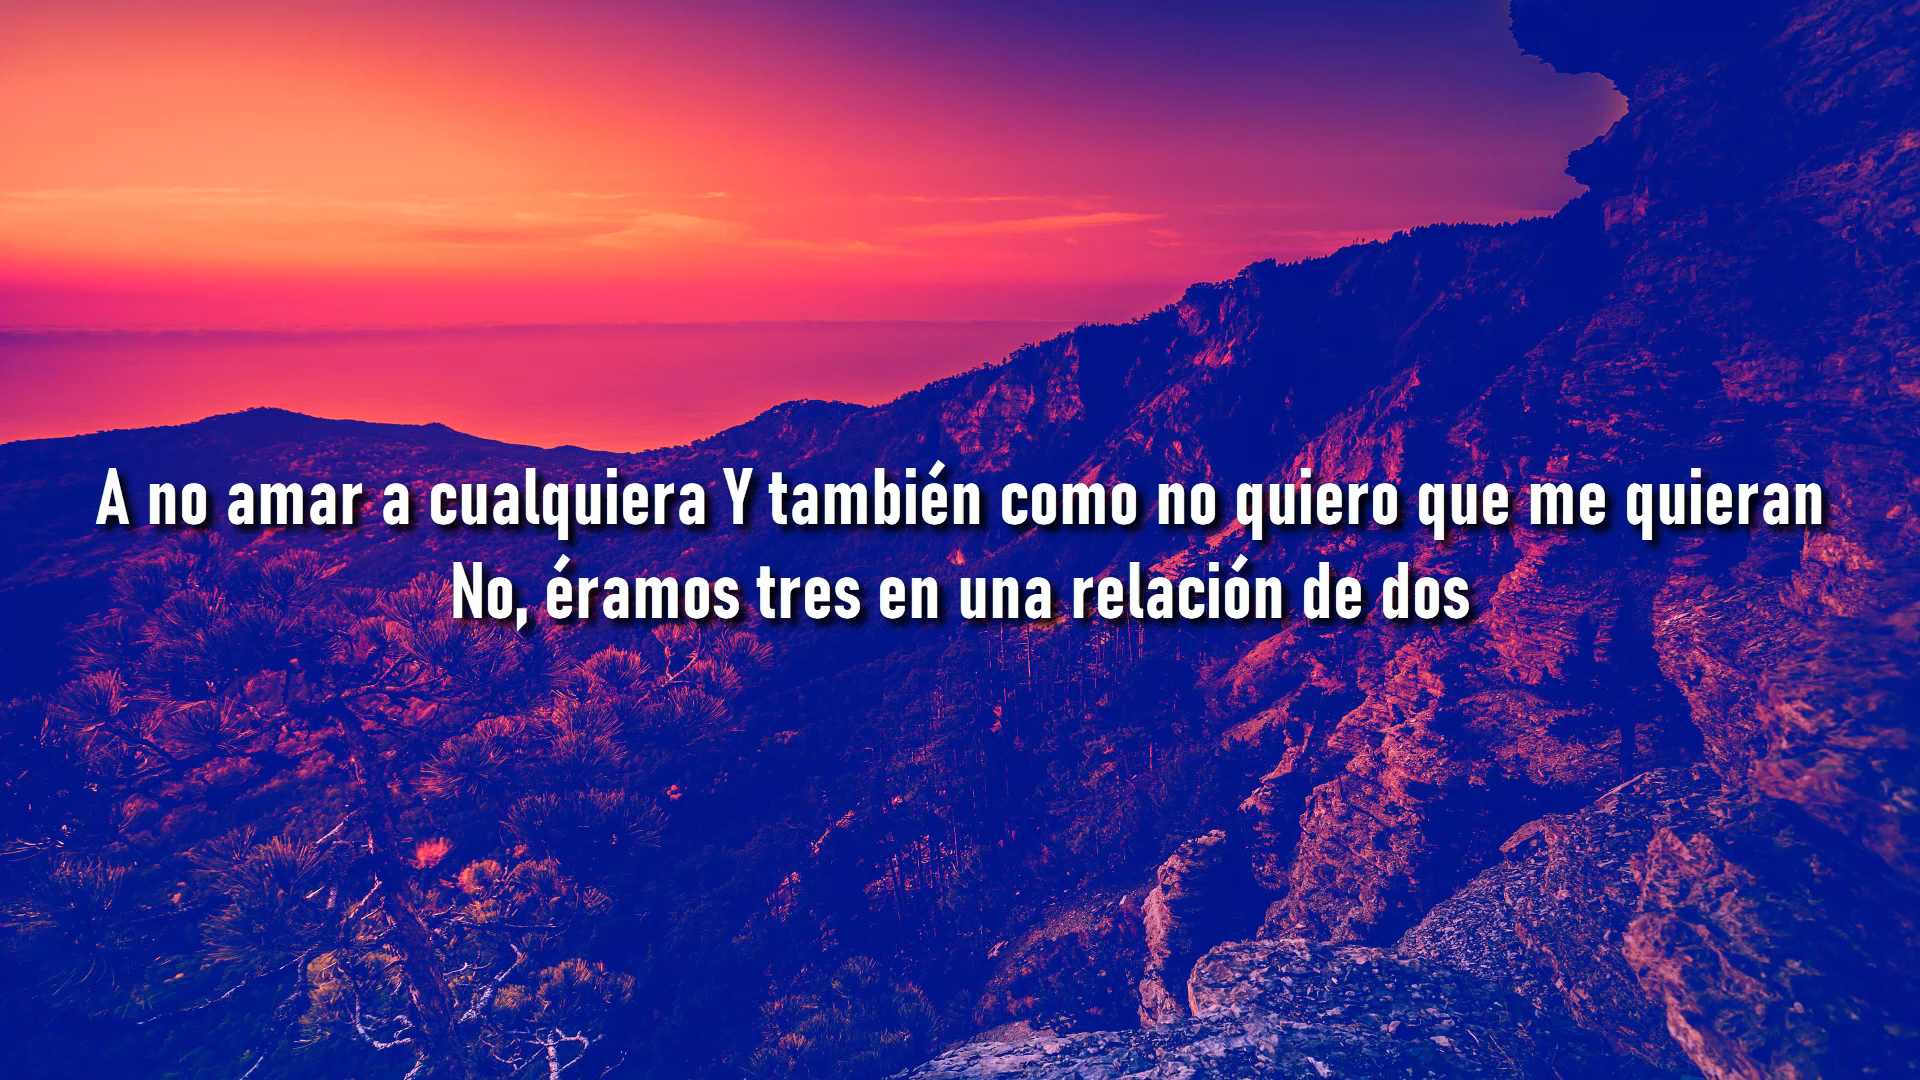 A no amar a cualquiera Y también como no quiero que me quieran
No, éramos tres en una relación de dos